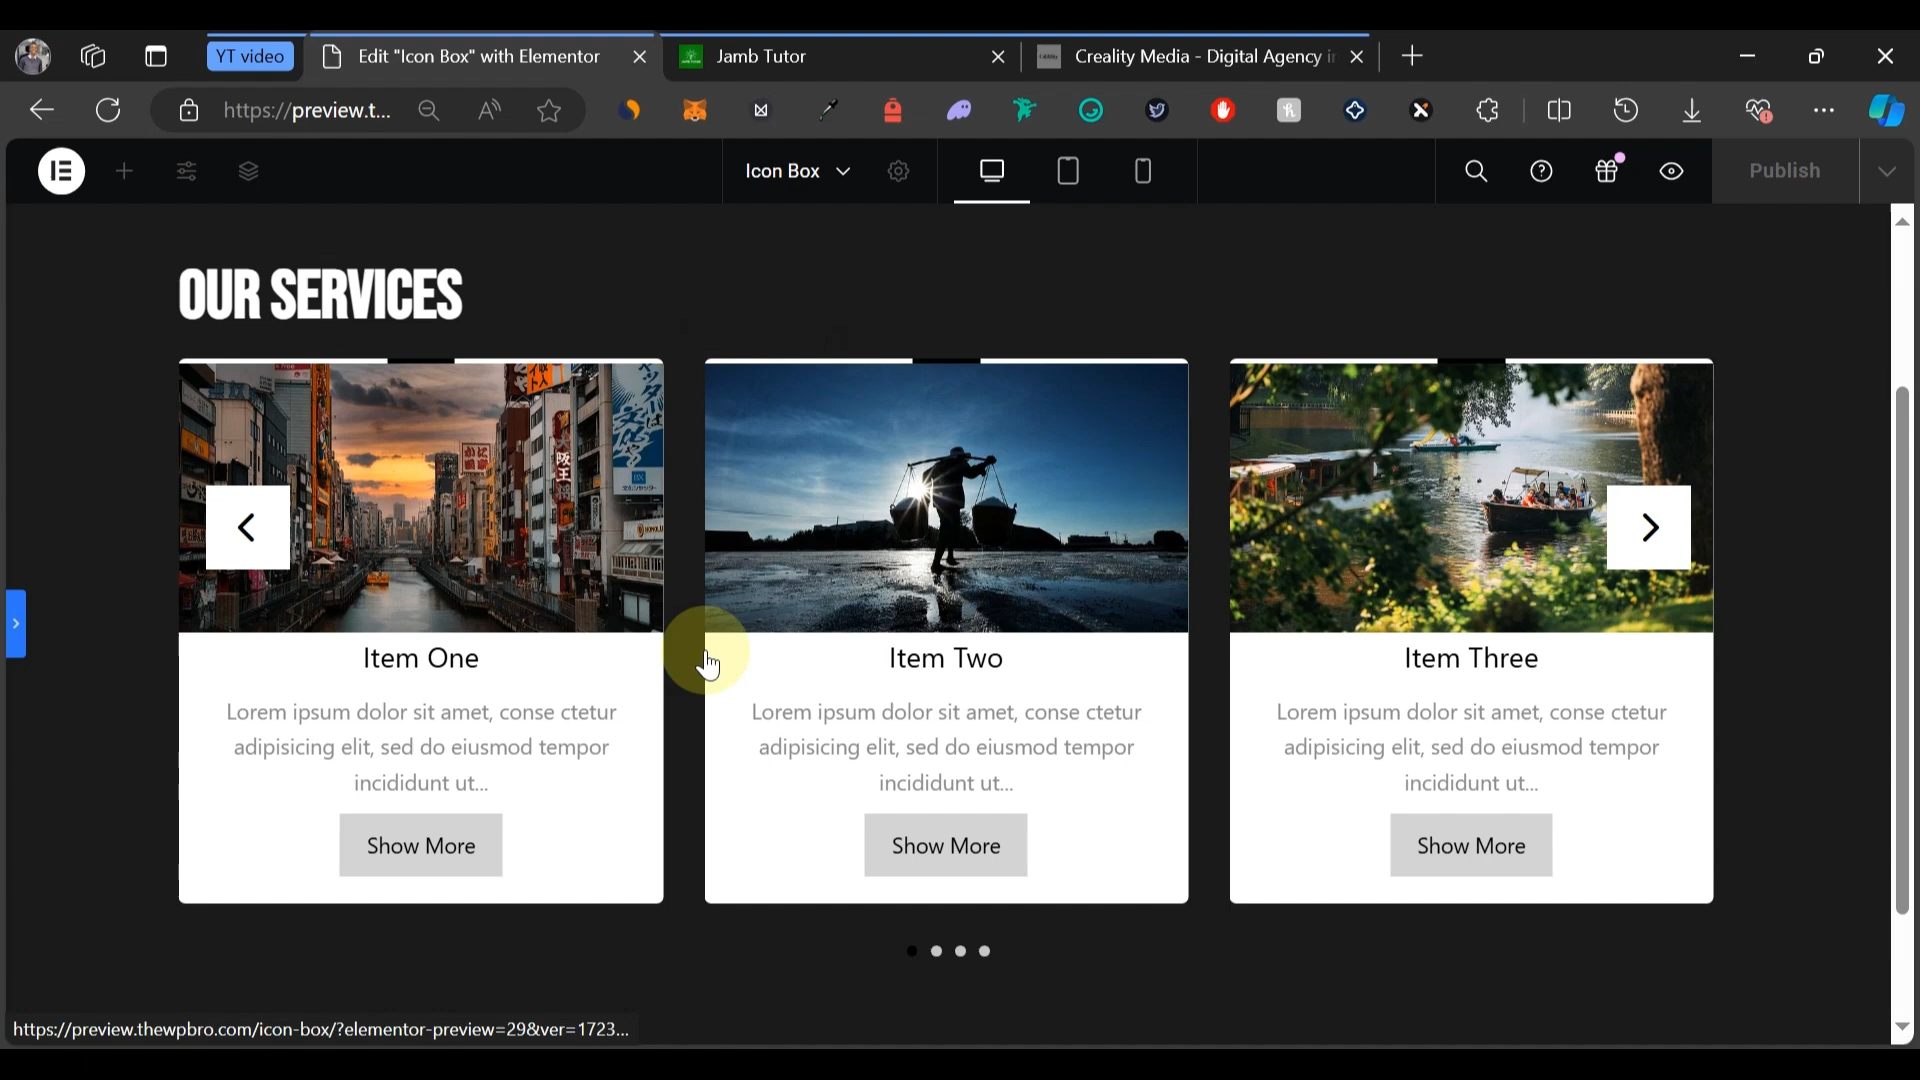 YT video
Edit "Icon Box" with Elementor
Jamb Tutor
Creality Media - Digital Agency i
https://preview.t...
Icon Box
Publish
OUR SERVICES
Item One
Item Two
Item Three
Lorem ipsum dolor sit amet, conse ctetur
adipisicing elit, sed do eiusmod tempor
incididunt ut...
Lorem ipsum dolor sit amet, conse ctetur
adipisicing elit, sed do eiusmod tempor
incididunt ut...
Lorem ipsum dolor sit amet, conse ctetur
adipisicing elit, sed do eiusmod tempor
incididunt ut...
Show More
Show More
Show More
https://preview.thewpbro.com/icon-box/?elementor-preview=29&ver=1723...